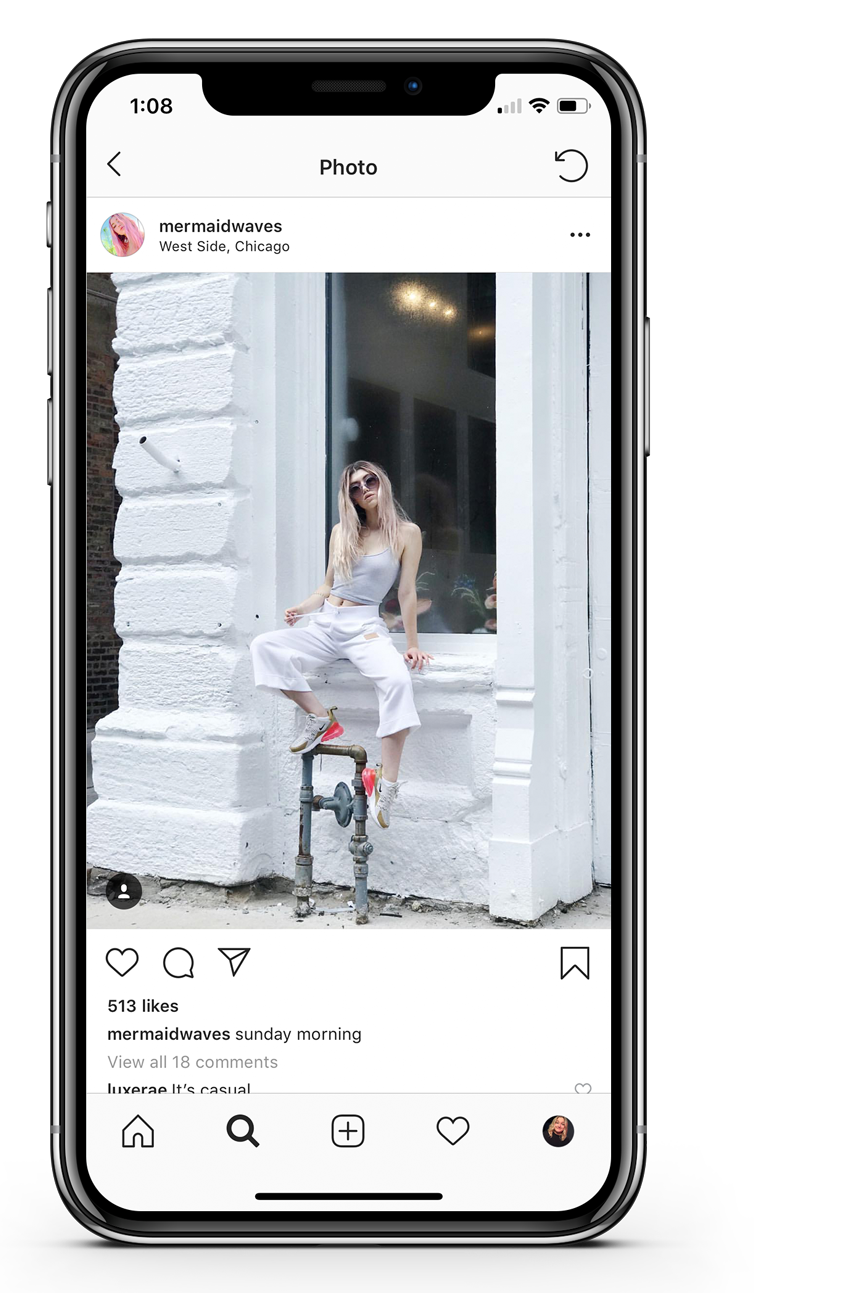 1:08
Photo
mermaidwaves
West Side, Chicago
513 likes
mermaidwaves sunday morning
View all 18 comments
luxerae It's casual